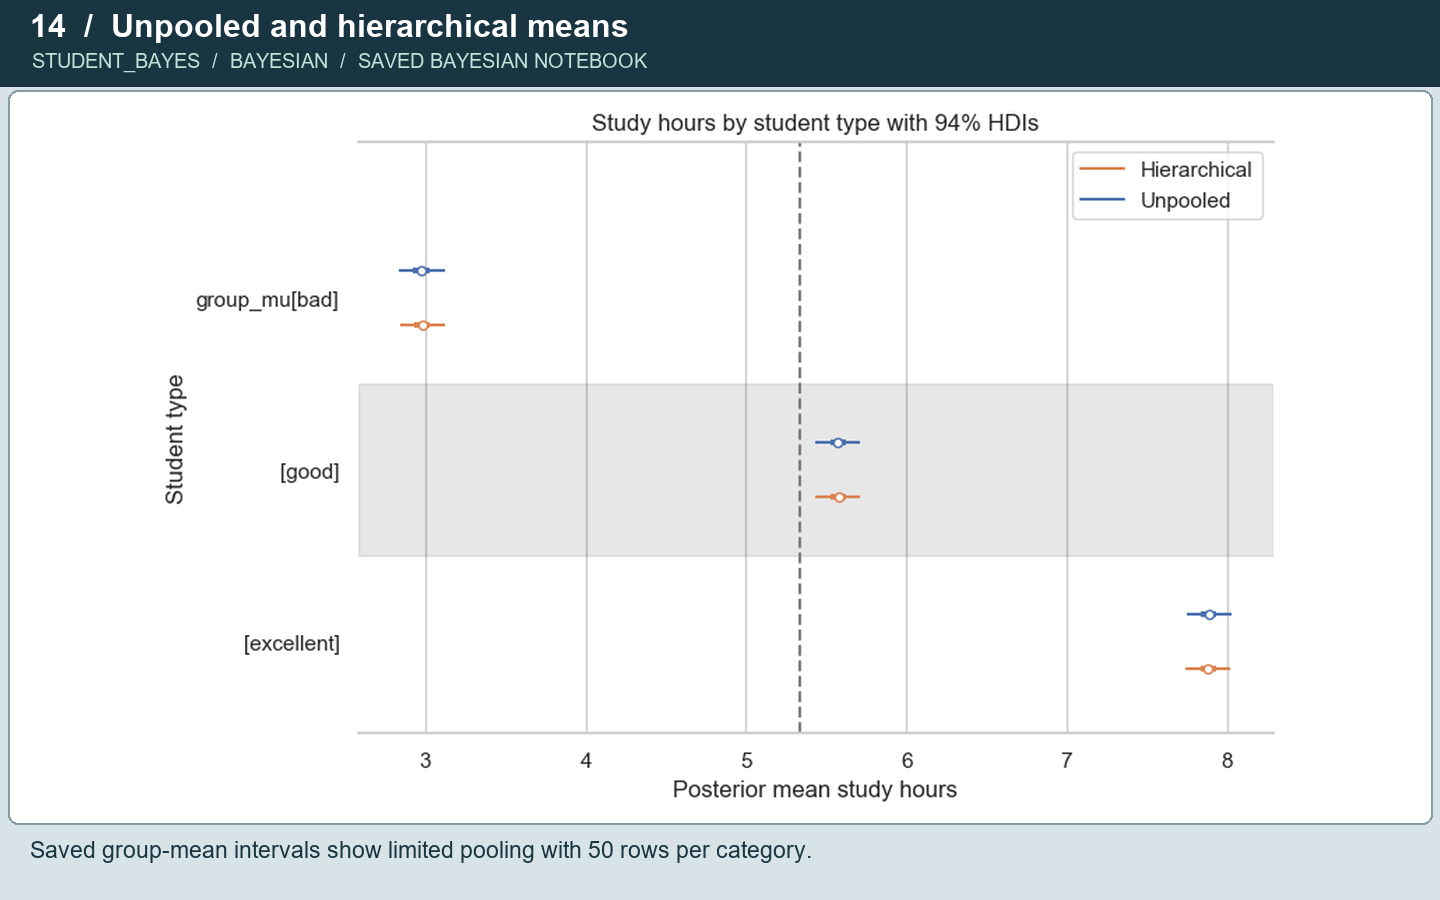 14 / Unpooled and hierarchical means
STUDENT_BAYES / BAYESIAN / SAVED BAYESIAN NOTEBOOK
Study hours by student type with 94% HDIs
Hierarchical
Unpooled
group_mu[bad]
Student type
[good]
[excellent]
3 4 5 6 7 8
Posterior mean study hours
Saved group-mean intervals show limited pooling with 50 rows per category.